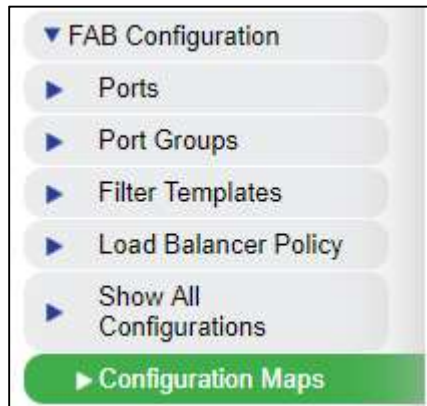 FAB Configuration
Ports
Port Groups
Filter Templates
Load Balancer Policy
Show All
Configurations
Configuration Maps